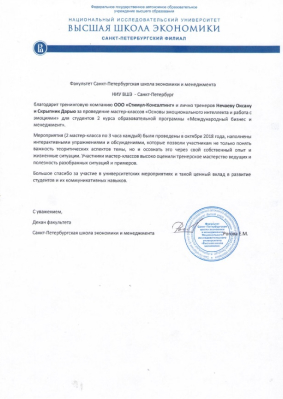 Федеральное государственное автономное образовательное
учреждение высшего образования
НАЦИОНАЛЬНЫЙ ИССЛЕДОВАТЕЛЬСКИЙ УНИВЕРСИТЕТ
ВЫСШАЯ ШКОЛА ЭКОНОМИКИ
САНКТ-ПЕТЕРБУРГСКИЙ ФИЛИАЛ
Факультет Санкт-Петербургская школа экономики и менеджмента
НИУ ВШЭ - Санкт-Петербург
благодарит тренинговую компанию ООО «Стимул-Консалтинг» и лично тренеров Нечаеву Оксану
и Скрыпник Дарью за проведение мастер-классов «Основы эмоционального интеллекта и работа с
эмоциями» для студентов 2 курса образовательной программы «Международный бизнес и
менеджмент».
Мероприятия (2 мастер-класса по 3 часа каждый) были проведены в октябре 2018 года, наполнены
интерактивными упражнениями и обсуждениями, которые позволи участникам не только понять
важность теоретических аспектов темы, но и осознать это через свой собственный опыт и
жизненные ситуации. Участники мастер-классов высоко оценили тренерское мастерство ведущих и
полезность разобранных ситуаций и примеров.
Большое спасибо за участие в университетских мероприятиях и такой ценный вклад в развитие
студентов и их коммуникативных навыков.
С уважением,
Декан факультета
Санкт-Петербургская школа экономики и менеджмента